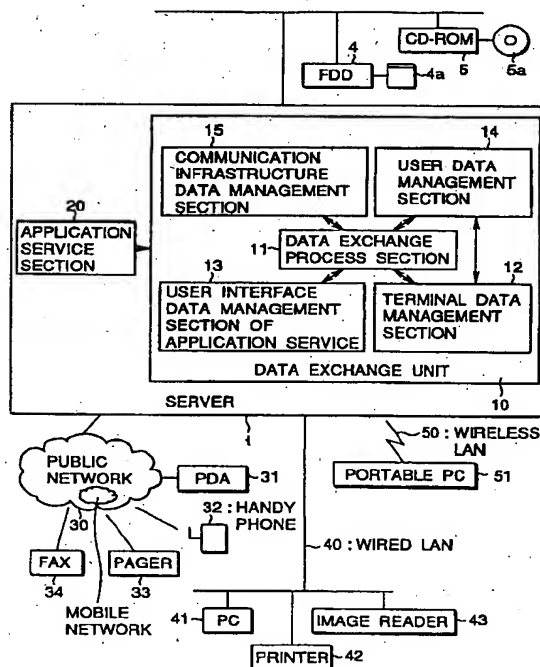 CD-ROM
4
5
5a
FDD
4a
15
14
COMMUNICATION
INFRASTRUCTURE
DATA MANAGEMENT
SECTION
USER DATA
MANAGEMENT
SECTION
20
APPLICATION
SERVICE
SECTION
11
DATA EXCHANGE
PROCESS SECTION
13
12
USER INTERFACE
DATA MANAGEMENT
SECTION OF
APPLICATION SERVICE
TERMINAL DATA
MANAGEMENT
SECTION
DATA EXCHANGE UNIT
10
SERVER
1
50 : WIRELESS
LAN
PUBLIC
NETWORK
PDA
31
PORTABLE PC
51
30
32 : HANDY
PHONE
40 : WIRED LAN
FAX
PAGER
34
33
MOBILE
NETWORK
41
PC
IMAGE READER
43
PRINTER
42